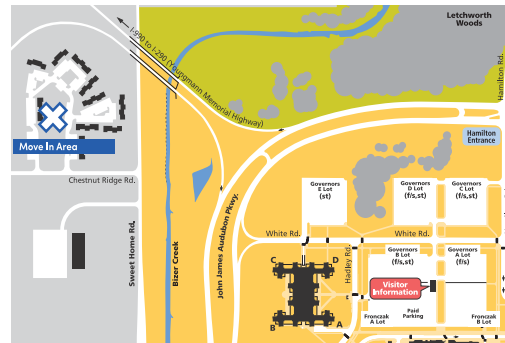 Letchworth
Woods
I-990 to I-290 (Youngmann Memorial Highway)
Hamilton Rd.
Hamilton
Entrance
Move In Area
Chestnut Ridge Rd.
Sweet Home Rd.
Bizer Creek
John James Audubon Pkwy.
Governors
E Lot
(st)
Governors
D Lot
(f/s,st)
Governors
C Lot
(f/s,st)
White Rd.
White Rd.
Governors
B Lot
(f/s,st)
Governors
A Lot
(f/s)
Hadley Rd.
C
D
B
A
Visitor
Information
Fronczak
A Lot
Paid
Parking
Fronczak
B Lot